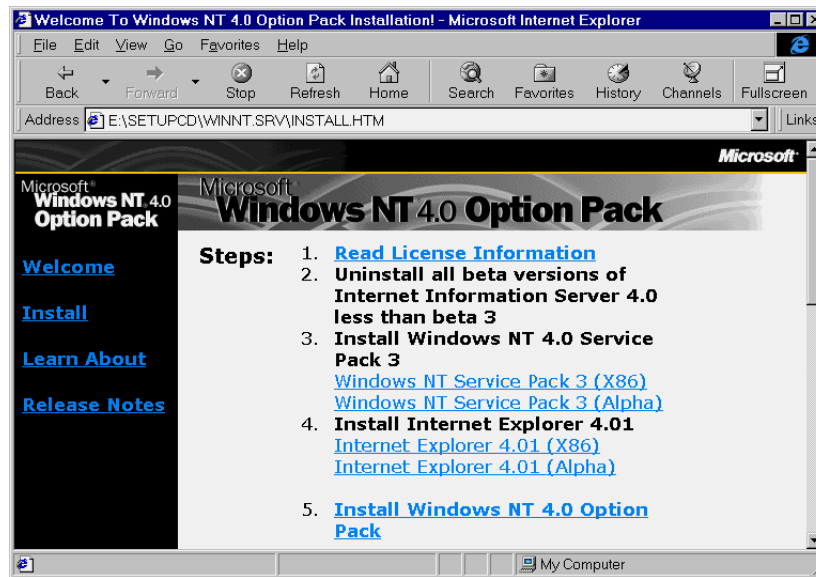 Welcome To Windows NT 4.0 Option Pack Installation! - Microsoft Internet Explorer
File Edit View Go Favorites Help
Back Forward Stop Refresh Home Search Favorites History Channels Fullscreen
Address E:\SETUPCD\WINNT.SRV\INSTALL.HTM Links
Microsoft
Microsoft®
Windows NT 4.0
Option Pack
Microsoft
Windows NT 4.0 Option Pack
Welcome
Install
Learn About
Release Notes
Steps:
1. Read License Information
2. Uninstall all beta versions of
Internet Information Server 4.0
less than beta 3
3. Install Windows NT 4.0 Service
Pack 3
Windows NT Service Pack 3 (X86)
Windows NT Service Pack 3 (Alpha)
4. Install Internet Explorer 4.01
Internet Explorer 4.01 (X86)
Internet Explorer 4.01 (Alpha)
5. Install Windows NT 4.0 Option
Pack
My Computer